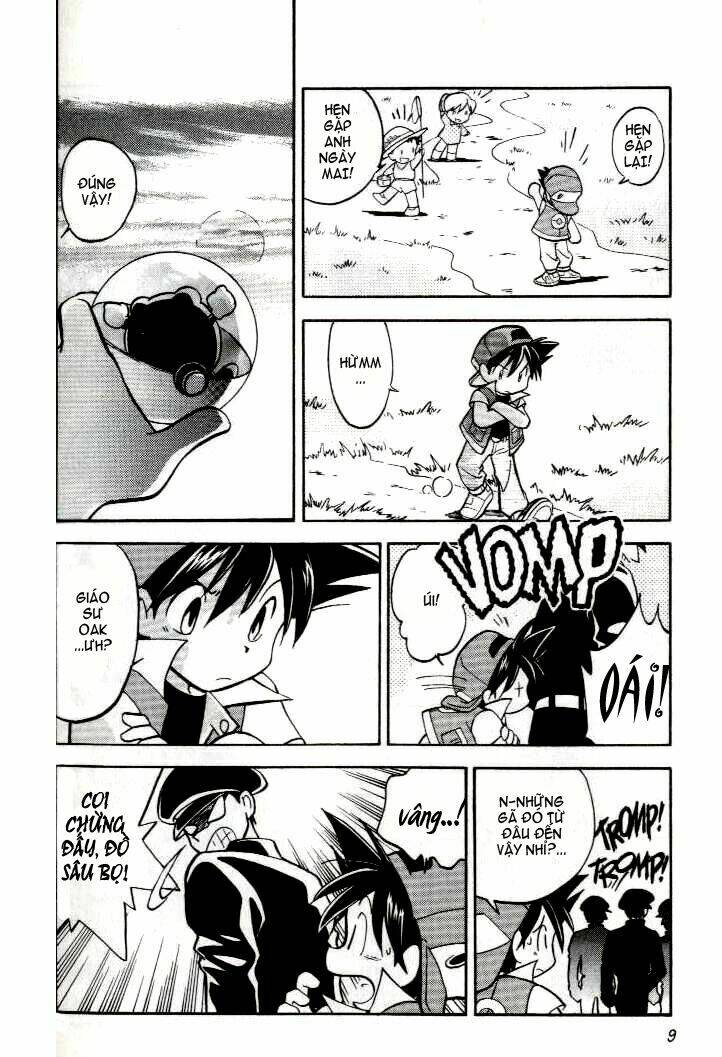 HẸN
GẶP
LẠI!
HẸN
GẶP
ANH
NGÀY
MAI!
HỪMM
...
ĐÚNG
VẬY!
VOMP
OÁI!
ÚI!
GIÁO
SƯ
OAK
...ƯH?
TROMP!
TROMP!
N-NHỮNG
GÃ ĐÓ TỪ
ĐÂU ĐẾN
VẬY NHỈ?...
VÂNG..!
COI
CHỪNG
ĐẤY, ĐỒ
SÂU BỌ!
9